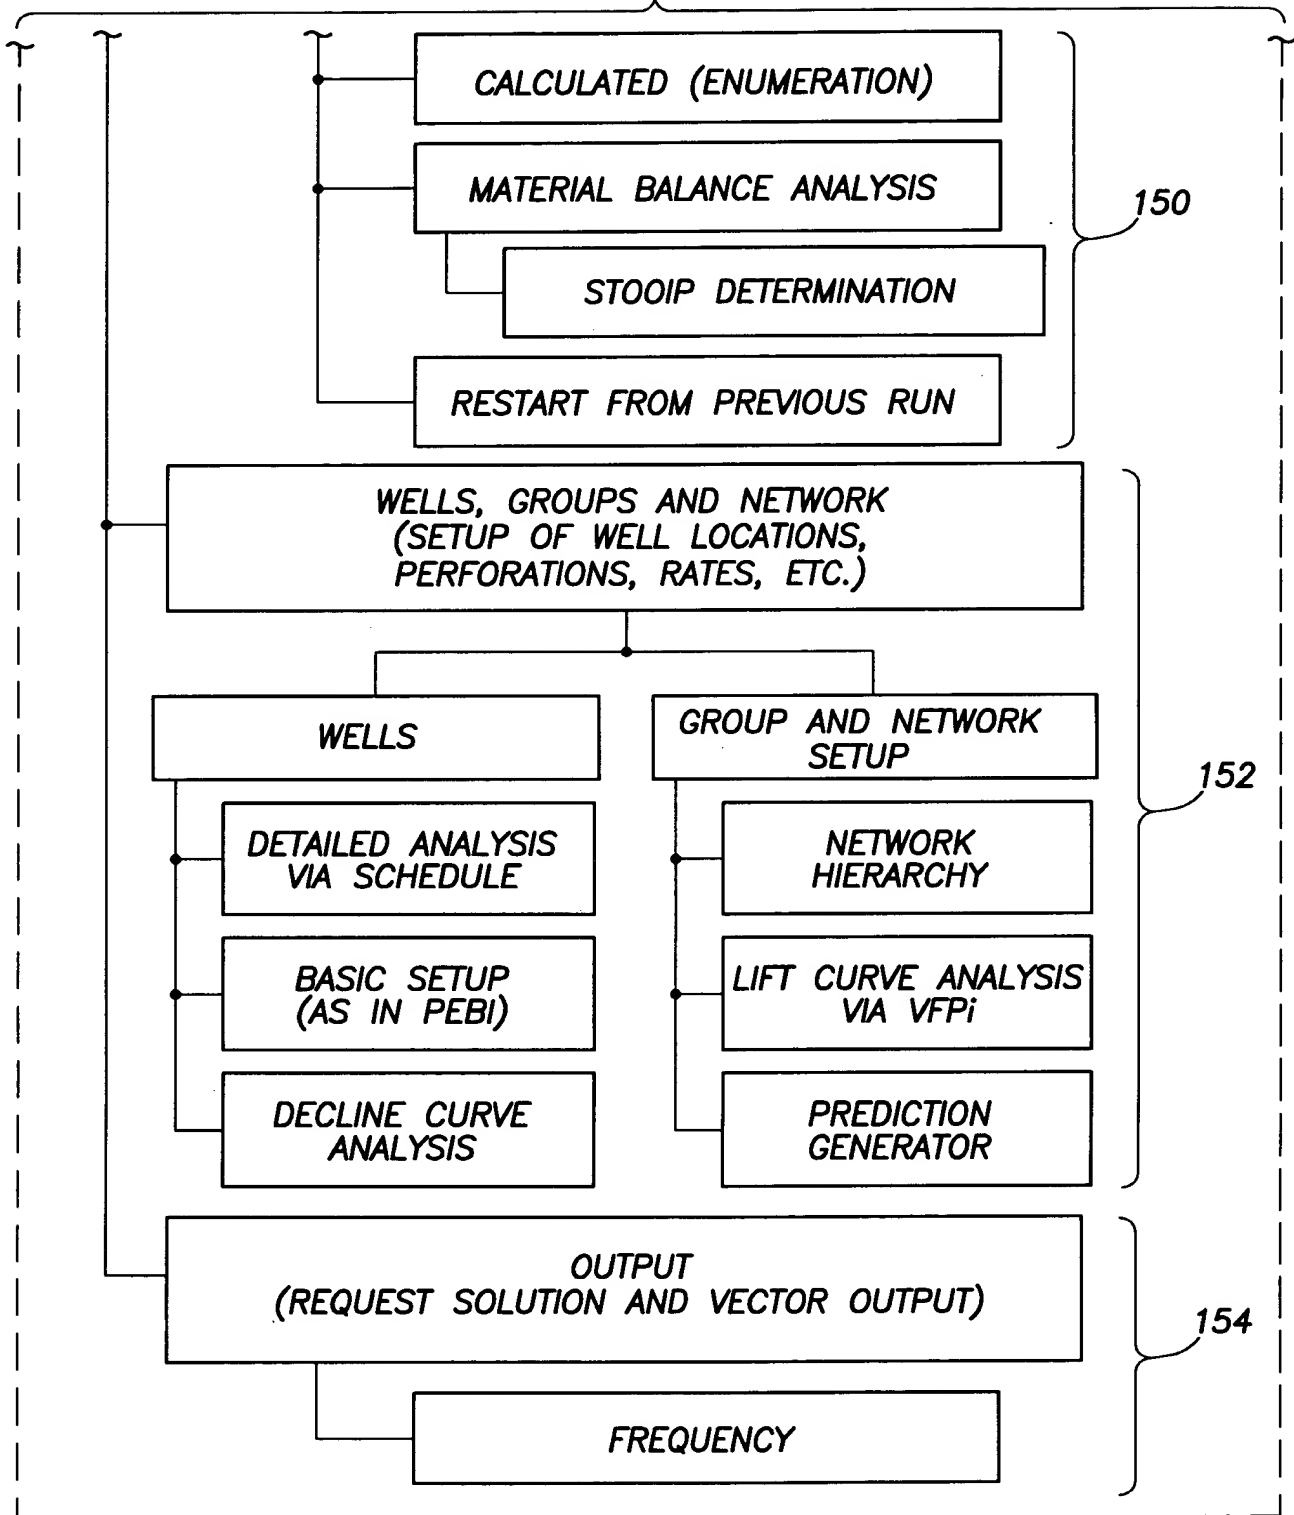 CALCULATED (ENUMERATION)
MATERIAL BALANCE ANALYSIS
150
STOOIP DETERMINATION
RESTART FROM PREVIOUS RUN
WELLS, GROUPS AND NETWORK
(SETUP OF WELL LOCATIONS,
PERFORATIONS, RATES, ETC.)
WELLS
GROUP AND NETWORK
SETUP
152
DETAILED ANALYSIS
VIA SCHEDULE
NETWORK
HIERARCHY
BASIC SETUP
(AS IN PEBI)
LIFT CURVE ANALYSIS
VIA VFPi
DECLINE CURVE
ANALYSIS
PREDICTION
GENERATOR
OUTPUT
(REQUEST SOLUTION AND VECTOR OUTPUT)
154
FREQUENCY